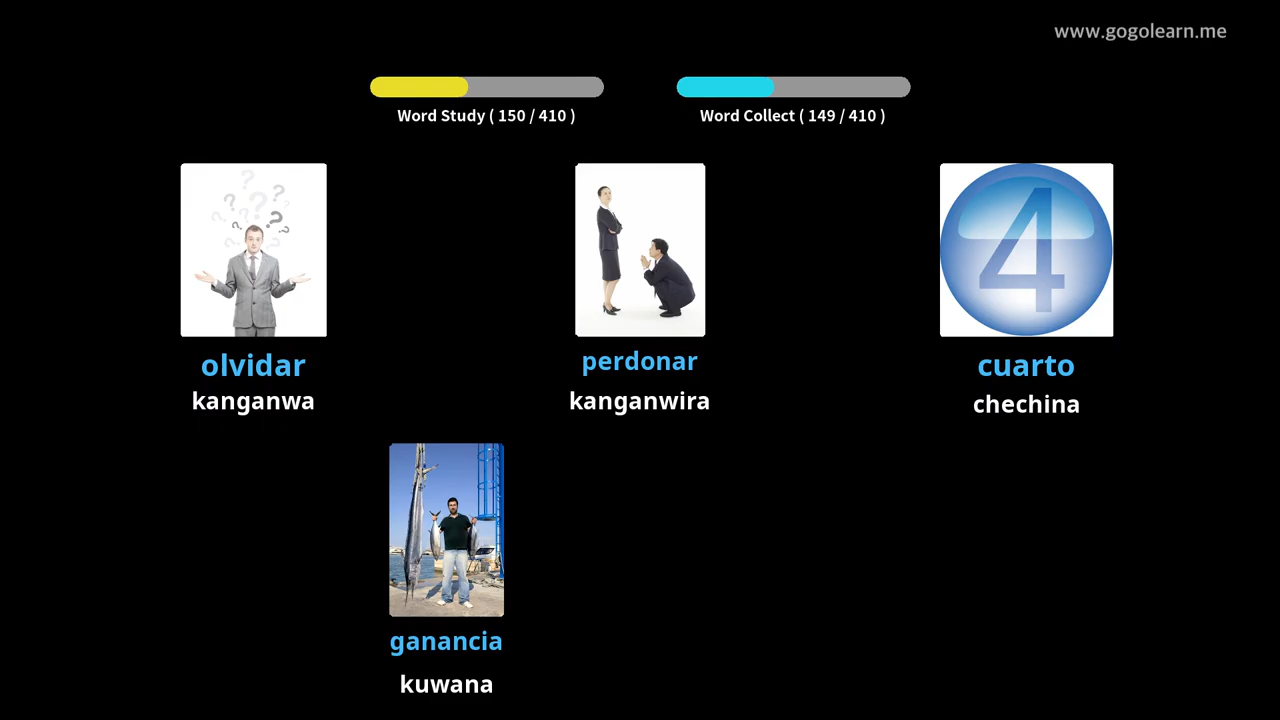 www.gogolearn.me
Word Study ( 150 / 410 )
Word Collect ( 149 / 410 )
4
olvidar
kanganwa
perdonar
kanganwira
cuarto
chechina
ganancia
kuwana